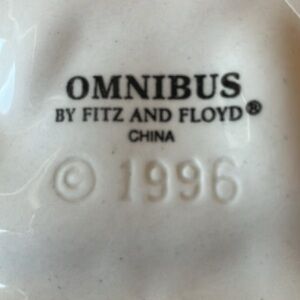 OMNIBUS
BY FITZ AND FLOYD®
CHINA
© 1996